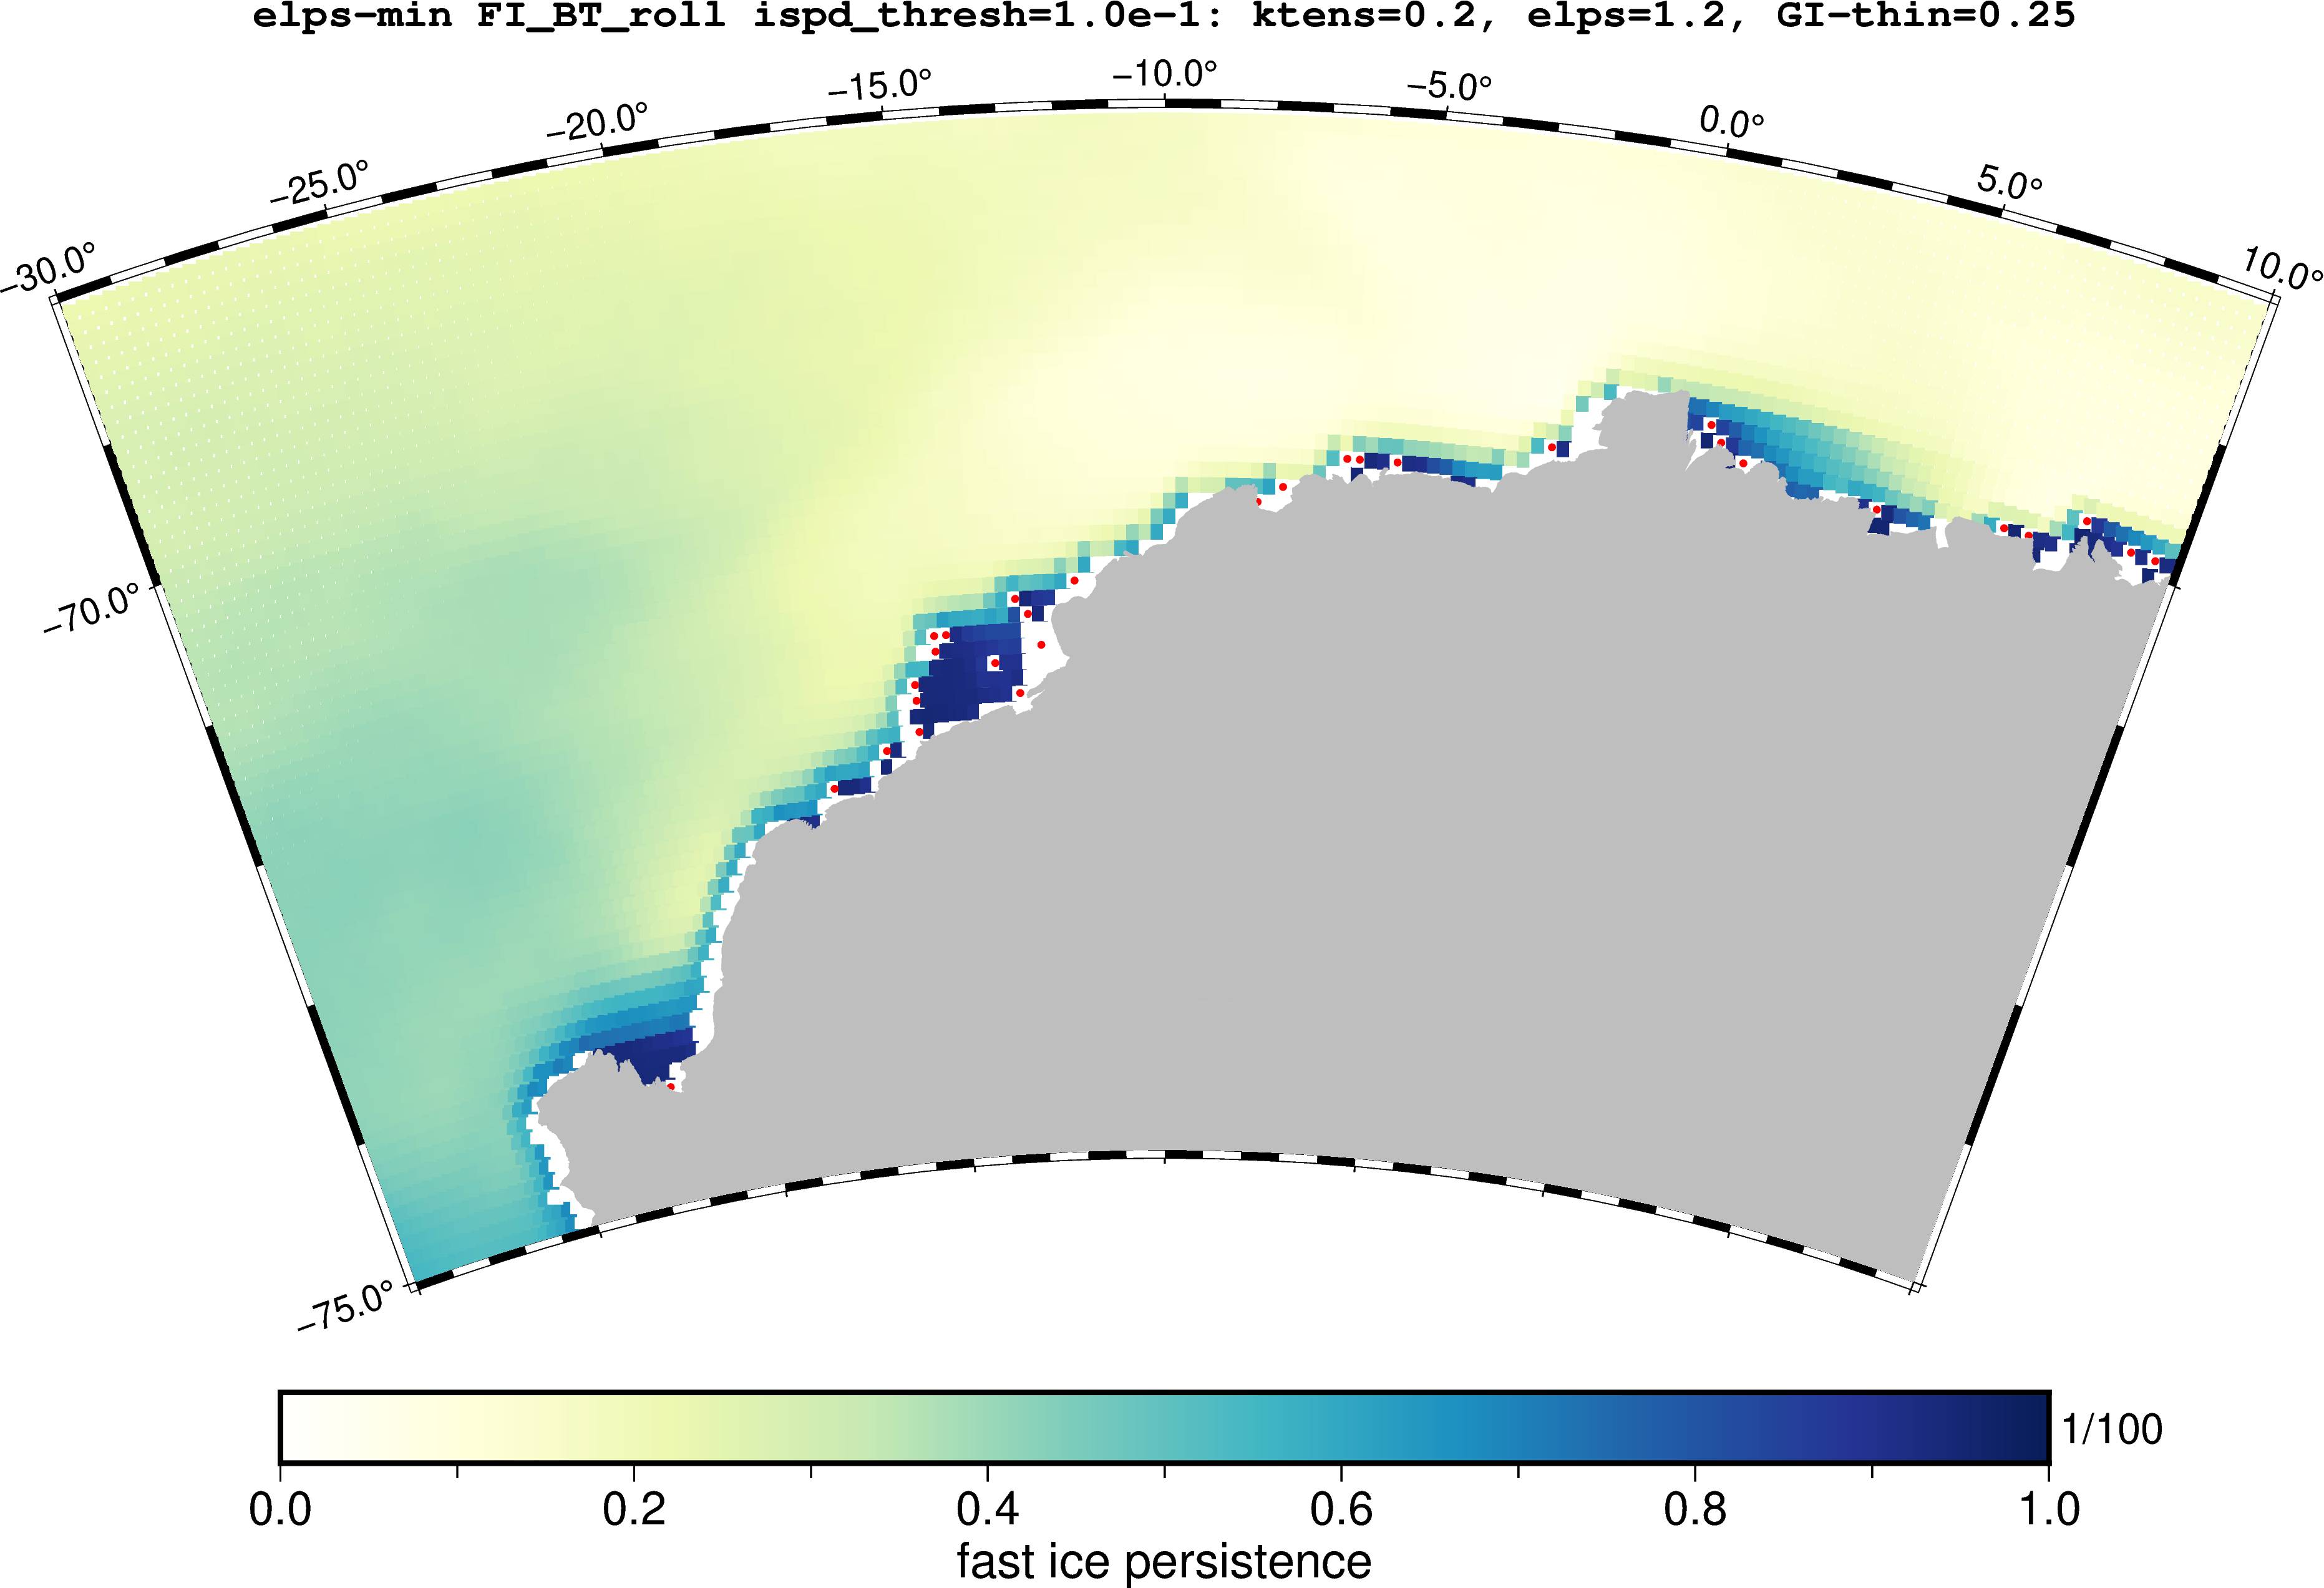 elps-min FI_BT_roll ispd_thresh=1.0e-1: ktens=0.2, elps=1.2, GI-thin=0.25
-30.0° -25.0° -20.0° -15.0° -10.0° -5.0° 0.0° 5.0° 10.0°
-70.0°
-75.0°
1/100
0.0 0.2 0.4 0.6 0.8 1.0
fast ice persistence